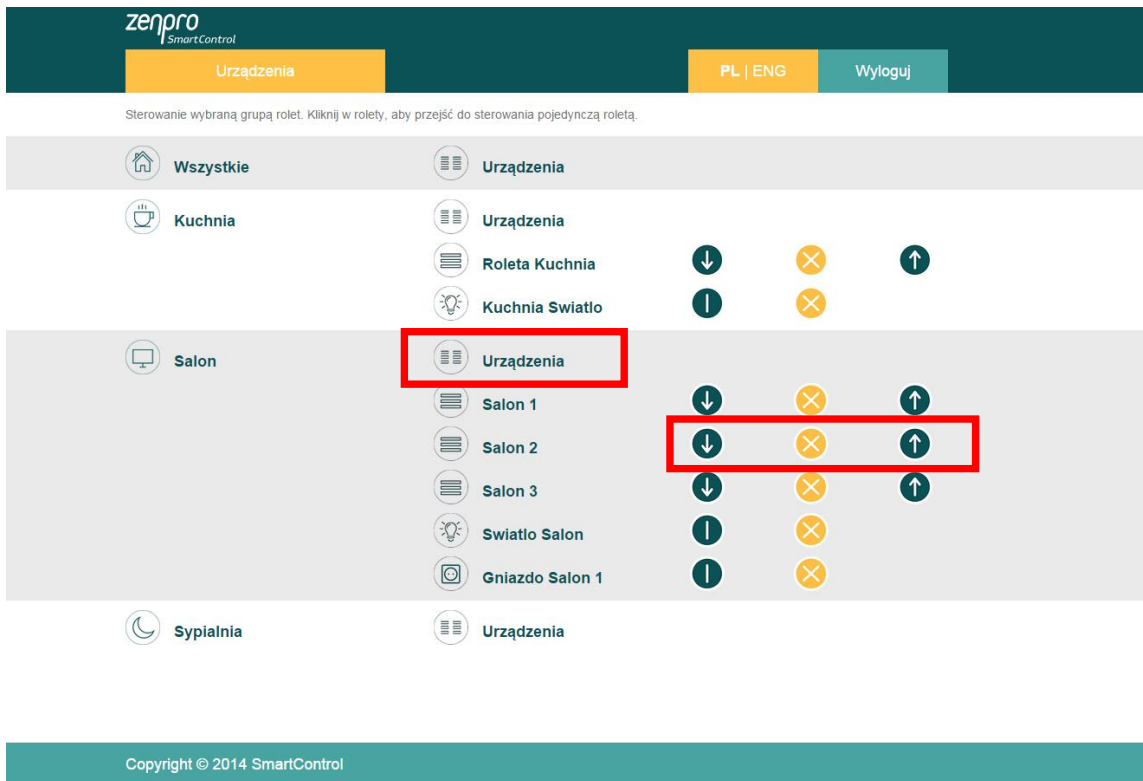 zenpro
SmartControl
Urządzenia
PL | ENG
Wyloguj
Sterowanie wybraną grupą rolet. Kliknij w rolety, aby przejść do sterowania pojedynczą roletą.
Wszystkie Urządzenia
Kuchnia Urządzenia
Roleta Kuchnia
Kuchnia Swiatlo
Salon Urządzenia
Salon 1
Salon 2
Salon 3
Swiatlo Salon
Gniazdo Salon 1
Sypialnia Urządzenia
Copyright © 2014 SmartControl